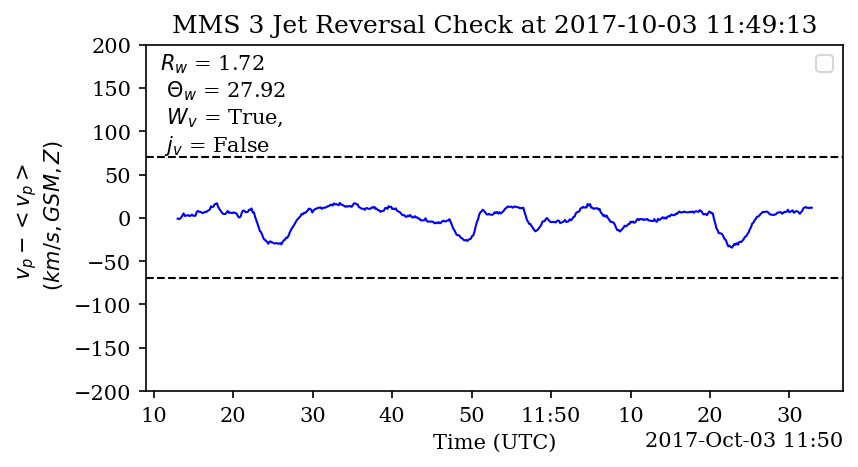 MMS 3 Jet Reversal Check at 2017-10-03 11:49:13
200
150
100
50
0
−50
−100
−150
−200
v_p − <v_p>
(km/s, GSM, Z)
R_w = 1.72
Θ_w = 27.92
W_v = True,
j_v = False
10 20 30 40 50 11:50 10 20 30
Time (UTC)
2017-Oct-03 11:50